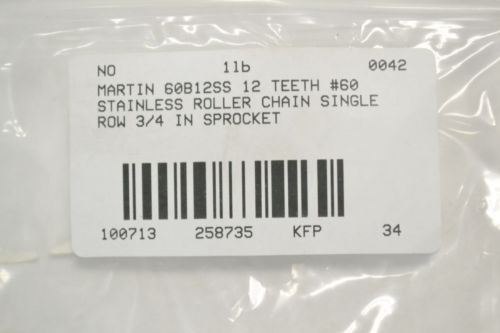 NO 1lb 0042
MARTIN 60B12SS 12 TEETH #60
STAINLESS ROLLER CHAIN SINGLE
ROW 3/4 IN SPROCKET
100713 258735 KFP 34